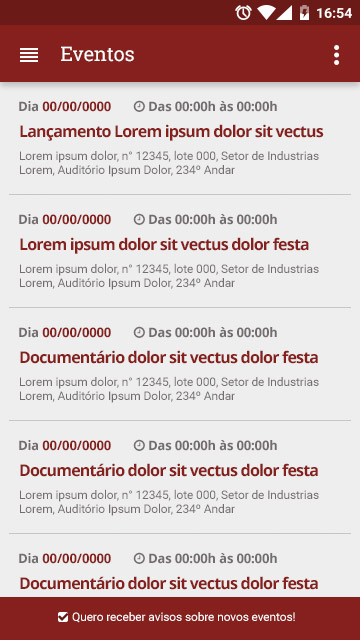 16:54
Eventos
Dia 00/00/0000 Das 00:00h às 00:00h
Lançamento Lorem ipsum dolor sit vectus
Lorem ipsum dolor, n° 12345, lote 000, Setor de Industrias
Lorem, Auditório Ipsum Dolor, 234º Andar
Dia 00/00/0000 Das 00:00h às 00:00h
Lorem ipsum dolor sit vectus dolor festa
Lorem ipsum dolor, n° 12345, lote 000, Setor de Industrias
Lorem, Auditório Ipsum Dolor, 234º Andar
Dia 00/00/0000 Das 00:00h às 00:00h
Documentário dolor sit vectus dolor festa
Lorem ipsum dolor, n° 12345, lote 000, Setor de Industrias
Lorem, Auditório Ipsum Dolor, 234º Andar
Dia 00/00/0000 Das 00:00h às 00:00h
Documentário dolor sit vectus dolor festa
Lorem ipsum dolor, n° 12345, lote 000, Setor de Industrias
Lorem, Auditório Ipsum Dolor, 234º Andar
Dia 00/00/0000 Das 00:00h às 00:00h
Documentário dolor sit vectus dolor festa
Quero receber avisos sobre novos eventos!